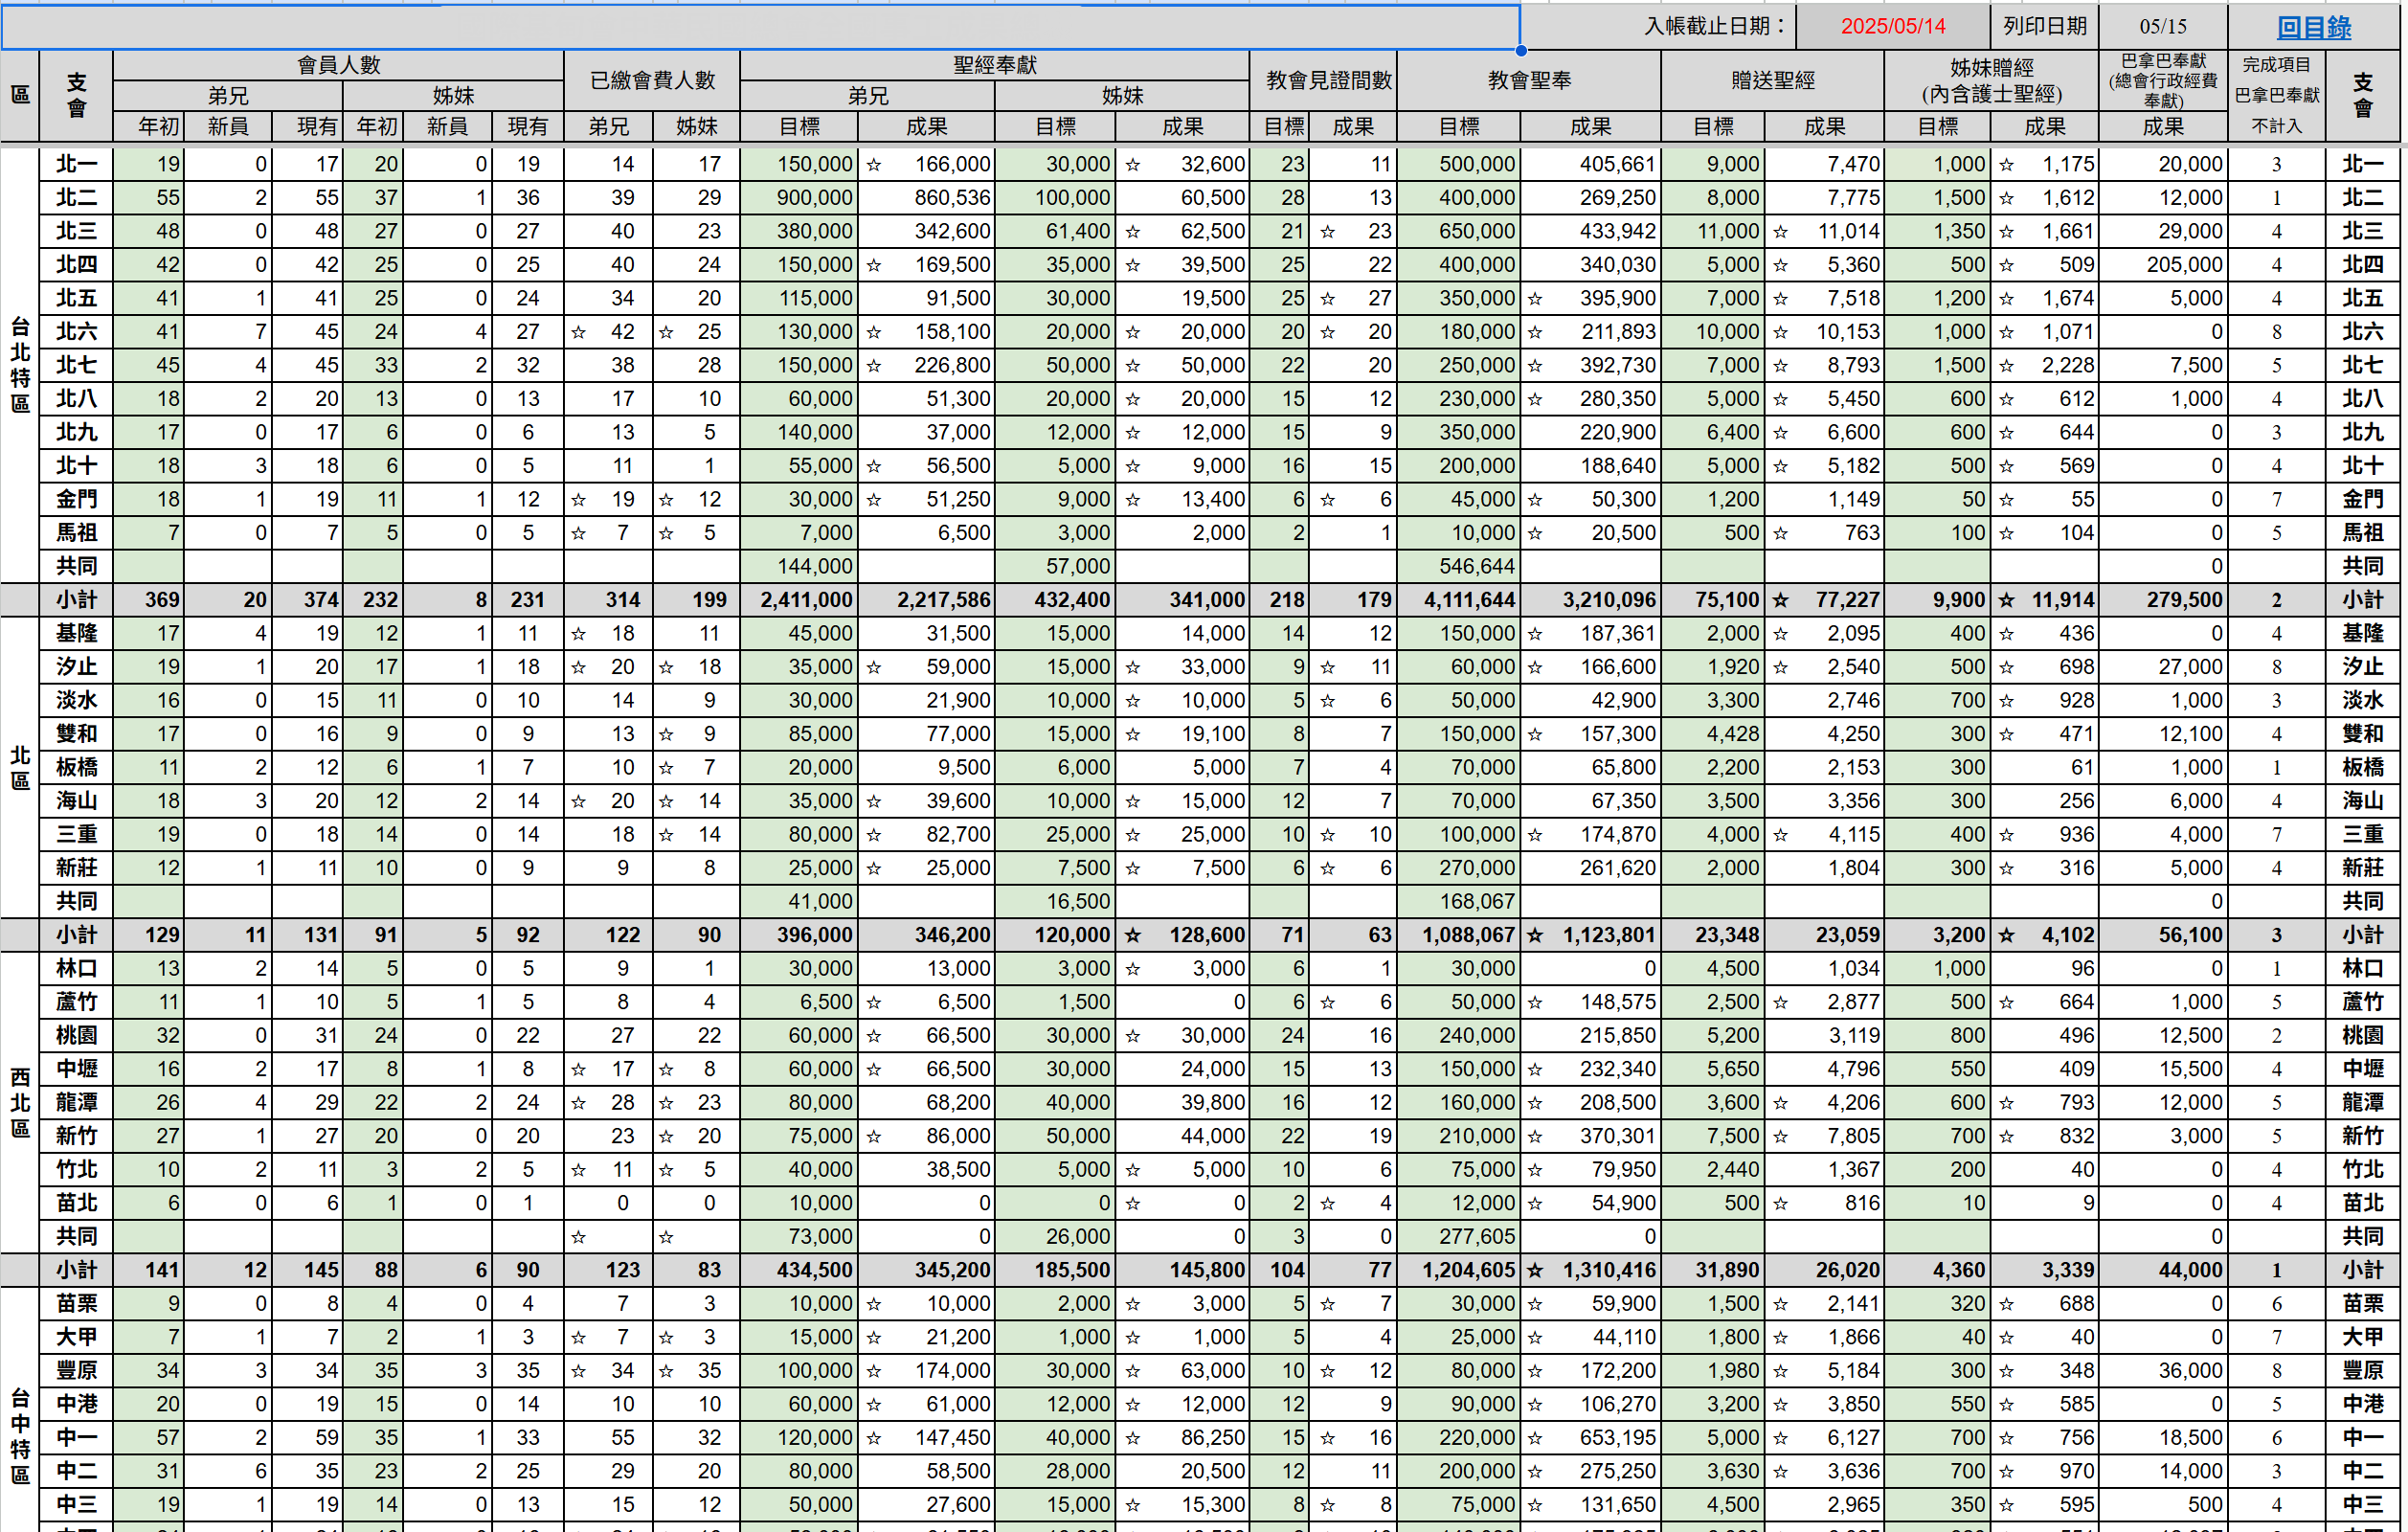 入帳截止日期： 2025/05/14 列印日期 05/15 回目錄
區 支會 會員人數 已繳會費人數 聖經奉獻 教會見證間數 教會聖奉 贈送聖經 姊妹贈經(內含護士聖經) 巴拿巴奉獻(總會行政經費奉獻) 完成項目巴拿巴奉獻不計入 支會
弟兄 姊妹 弟兄 姊妹
年初 新員 現有 年初 新員 現有 弟兄 姊妹 目標 成果 目標 成果 目標 成果 目標 成果 目標 成果 目標 成果 成果
台北特區
北一 19 0 17 20 0 19 14 17 150,000 ☆ 166,000 30,000 ☆ 32,600 23 11 500,000 405,661 9,000 7,470 1,000 ☆ 1,175 20,000 3 北一
北二 55 2 55 37 1 36 39 29 900,000 860,536 100,000 60,500 28 13 400,000 269,250 8,000 7,775 1,500 ☆ 1,612 12,000 1 北二
北三 48 0 48 27 0 27 40 23 380,000 342,600 61,400 ☆ 62,500 21 ☆ 23 650,000 433,942 11,000 ☆ 11,014 1,350 ☆ 1,661 29,000 4 北三
北四 42 0 42 25 0 25 40 24 150,000 ☆ 169,500 35,000 ☆ 39,500 25 22 400,000 340,030 5,000 ☆ 5,360 500 ☆ 509 205,000 4 北四
北五 41 1 41 25 0 24 34 20 115,000 91,500 30,000 19,500 25 ☆ 27 350,000 ☆ 395,900 7,000 ☆ 7,518 1,200 ☆ 1,674 5,000 4 北五
北六 41 7 45 24 4 27 ☆ 42 ☆ 25 130,000 ☆ 158,100 20,000 ☆ 20,000 20 ☆ 20 180,000 ☆ 211,893 10,000 ☆ 10,153 1,000 ☆ 1,071 0 8 北六
北七 45 4 45 33 2 32 38 28 150,000 ☆ 226,800 50,000 ☆ 50,000 22 20 250,000 ☆ 392,730 7,000 ☆ 8,793 1,500 ☆ 2,228 7,500 5 北七
北八 18 2 20 13 0 13 17 10 60,000 51,300 20,000 ☆ 20,000 15 12 230,000 ☆ 280,350 5,000 ☆ 5,450 600 ☆ 612 1,000 4 北八
北九 17 0 17 6 0 6 13 5 140,000 37,000 12,000 ☆ 12,000 15 9 350,000 220,900 6,400 ☆ 6,600 600 ☆ 644 0 3 北九
北十 18 3 18 6 0 5 11 1 55,000 ☆ 56,500 5,000 ☆ 9,000 16 15 200,000 188,640 5,000 ☆ 5,182 500 ☆ 569 0 4 北十
金門 18 1 19 11 1 12 ☆ 19 ☆ 12 30,000 ☆ 51,250 9,000 ☆ 13,400 6 ☆ 6 45,000 ☆ 50,300 1,200 1,149 50 ☆ 55 0 7 金門
馬祖 7 0 7 5 0 5 ☆ 7 ☆ 5 7,000 6,500 3,000 2,000 2 1 10,000 ☆ 20,500 500 ☆ 763 100 ☆ 104 0 5 馬祖
共同 144,000 57,000 546,644 0 共同
小計 369 20 374 232 8 231 314 199 2,411,000 2,217,586 432,400 341,000 218 179 4,111,644 3,210,096 75,100 ☆ 77,227 9,900 ☆ 11,914 279,500 2 小計
北區
基隆 17 4 19 12 1 11 ☆ 18 11 45,000 31,500 15,000 14,000 14 12 150,000 ☆ 187,361 2,000 ☆ 2,095 400 ☆ 436 0 4 基隆
汐止 19 1 20 17 1 18 ☆ 20 ☆ 18 35,000 ☆ 59,000 15,000 ☆ 33,000 9 ☆ 11 60,000 ☆ 166,600 1,920 ☆ 2,540 500 ☆ 698 27,000 8 汐止
淡水 16 0 15 11 0 10 14 9 30,000 21,900 10,000 ☆ 10,000 5 ☆ 6 50,000 42,900 3,300 2,746 700 ☆ 928 1,000 3 淡水
雙和 17 0 16 9 0 9 13 ☆ 9 85,000 77,000 15,000 ☆ 19,100 8 7 150,000 ☆ 157,300 4,428 4,250 300 ☆ 471 12,100 4 雙和
板橋 11 2 12 6 1 7 10 ☆ 7 20,000 9,500 6,000 5,000 7 4 70,000 65,800 2,200 2,153 300 61 1,000 1 板橋
海山 18 3 20 12 2 14 ☆ 20 ☆ 14 35,000 ☆ 39,600 10,000 ☆ 15,000 12 7 70,000 67,350 3,500 3,356 300 256 6,000 4 海山
三重 19 0 18 14 0 14 18 ☆ 14 80,000 ☆ 82,700 25,000 ☆ 25,000 10 ☆ 10 100,000 ☆ 174,870 4,000 ☆ 4,115 400 ☆ 936 4,000 7 三重
新莊 12 1 11 10 0 9 9 8 25,000 ☆ 25,000 7,500 ☆ 7,500 6 ☆ 6 270,000 261,620 2,000 1,804 300 ☆ 316 5,000 4 新莊
共同 41,000 16,500 168,067 0 共同
小計 129 11 131 91 5 92 122 90 396,000 346,200 120,000 ☆ 128,600 71 63 1,088,067 ☆ 1,123,801 23,348 23,059 3,200 ☆ 4,102 56,100 3 小計
西北區
林口 13 2 14 5 0 5 9 1 30,000 13,000 3,000 ☆ 3,000 6 1 30,000 0 4,500 1,034 1,000 96 0 1 林口
蘆竹 11 1 10 5 1 5 8 4 6,500 ☆ 6,500 1,500 0 6 ☆ 6 50,000 ☆ 148,575 2,500 ☆ 2,877 500 ☆ 664 1,000 5 蘆竹
桃園 32 0 31 24 0 22 27 22 60,000 ☆ 66,500 30,000 ☆ 30,000 24 16 240,000 215,850 5,200 3,119 800 496 12,500 2 桃園
中壢 16 2 17 8 1 8 ☆ 17 ☆ 8 60,000 ☆ 66,500 30,000 24,000 15 13 150,000 ☆ 232,340 5,650 4,796 550 409 15,500 4 中壢
龍潭 26 4 29 22 2 24 ☆ 28 ☆ 23 80,000 68,200 40,000 39,800 16 12 160,000 ☆ 208,500 3,600 ☆ 4,206 600 ☆ 793 12,000 5 龍潭
新竹 27 1 27 20 0 20 23 ☆ 20 75,000 ☆ 86,000 50,000 44,000 22 19 210,000 ☆ 370,301 7,500 ☆ 7,805 700 ☆ 832 3,000 5 新竹
竹北 10 2 11 3 2 5 ☆ 11 ☆ 5 40,000 38,500 5,000 ☆ 5,000 10 6 75,000 ☆ 79,950 2,440 1,367 200 40 0 4 竹北
苗北 6 0 6 1 0 1 0 0 10,000 0 0 ☆ 0 2 ☆ 4 12,000 ☆ 54,900 500 ☆ 816 10 9 0 4 苗北
共同 ☆ ☆ 73,000 0 26,000 0 3 0 277,605 0 0 共同
小計 141 12 145 88 6 90 123 83 434,500 345,200 185,500 145,800 104 77 1,204,605 ☆ 1,310,416 31,890 26,020 4,360 3,339 44,000 1 小計
台中特區
苗栗 9 0 8 4 0 4 7 3 10,000 ☆ 10,000 2,000 ☆ 3,000 5 ☆ 7 30,000 ☆ 59,900 1,500 ☆ 2,141 320 ☆ 688 0 6 苗栗
大甲 7 1 7 2 1 3 ☆ 7 ☆ 3 15,000 ☆ 21,200 1,000 ☆ 1,000 5 4 25,000 ☆ 44,110 1,800 ☆ 1,866 40 ☆ 40 0 7 大甲
豐原 34 3 34 35 3 35 ☆ 34 ☆ 35 100,000 ☆ 174,000 30,000 ☆ 63,000 10 ☆ 12 80,000 ☆ 172,200 1,980 ☆ 5,184 300 ☆ 348 36,000 8 豐原
中港 20 0 19 15 0 14 10 10 60,000 ☆ 61,000 12,000 ☆ 12,000 12 9 90,000 ☆ 106,270 3,200 ☆ 3,850 550 ☆ 585 0 5 中港
中一 57 2 59 35 1 33 55 32 120,000 ☆ 147,450 40,000 ☆ 86,250 15 ☆ 16 220,000 ☆ 653,195 5,000 ☆ 6,127 700 ☆ 756 18,500 6 中一
中二 31 6 35 23 2 25 29 20 80,000 58,500 28,000 20,500 12 11 200,000 ☆ 275,250 3,630 ☆ 3,636 700 ☆ 970 14,000 3 中二
中三 19 1 19 14 0 13 15 12 50,000 27,600 15,000 ☆ 15,300 8 ☆ 8 75,000 ☆ 131,650 4,500 2,965 350 ☆ 595 500 4 中三